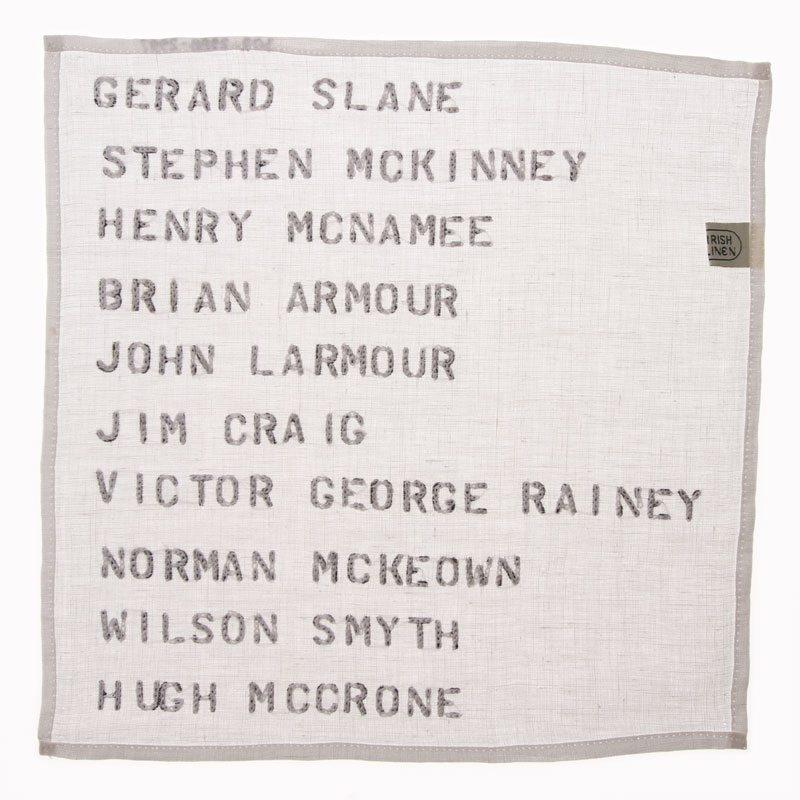 GERARD SLANE
STEPHEN MCKINNEY
HENRY MCNAMEE
IRISH
LINEN
BRIAN ARMOUR
JOHN LARMOUR
JIM CRAIG
VICTOR GEORGE RAINEY
NORMAN MCKEOWN
WILSON SMYTH
HUGH MCCRONE